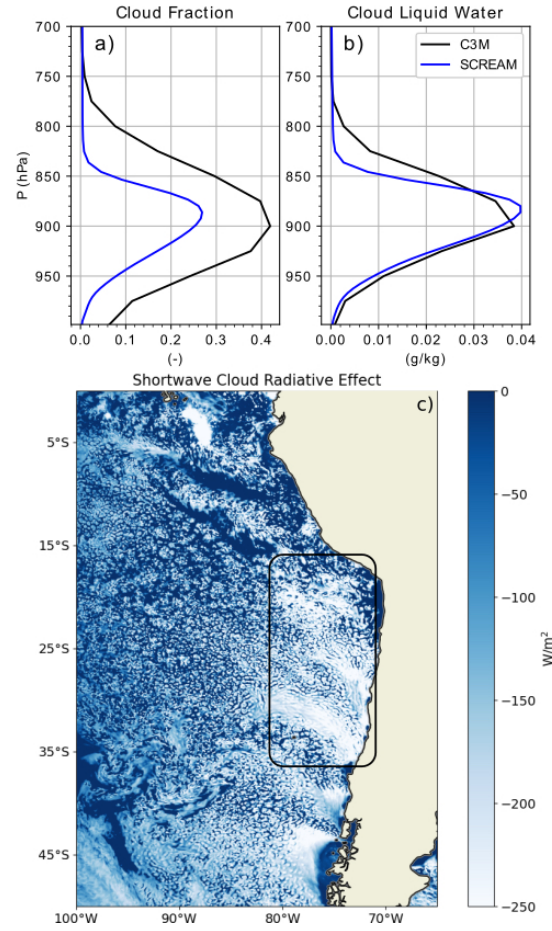 Cloud Fraction
Cloud Liquid Water
a)
b)
C3M
SCREAM
700
750
800
850
900
950
P (hPa)
0.0 0.1 0.2 0.3 0.4
(-)
700
750
800
850
900
950
0.00 0.01 0.02 0.03 0.04
(g/kg)
Shortwave Cloud Radiative Effect
c)
5°S
15°S
25°S
35°S
45°S
100°W 90°W 80°W 70°W
0
−50
−100
−150
−200
−250
W/m²